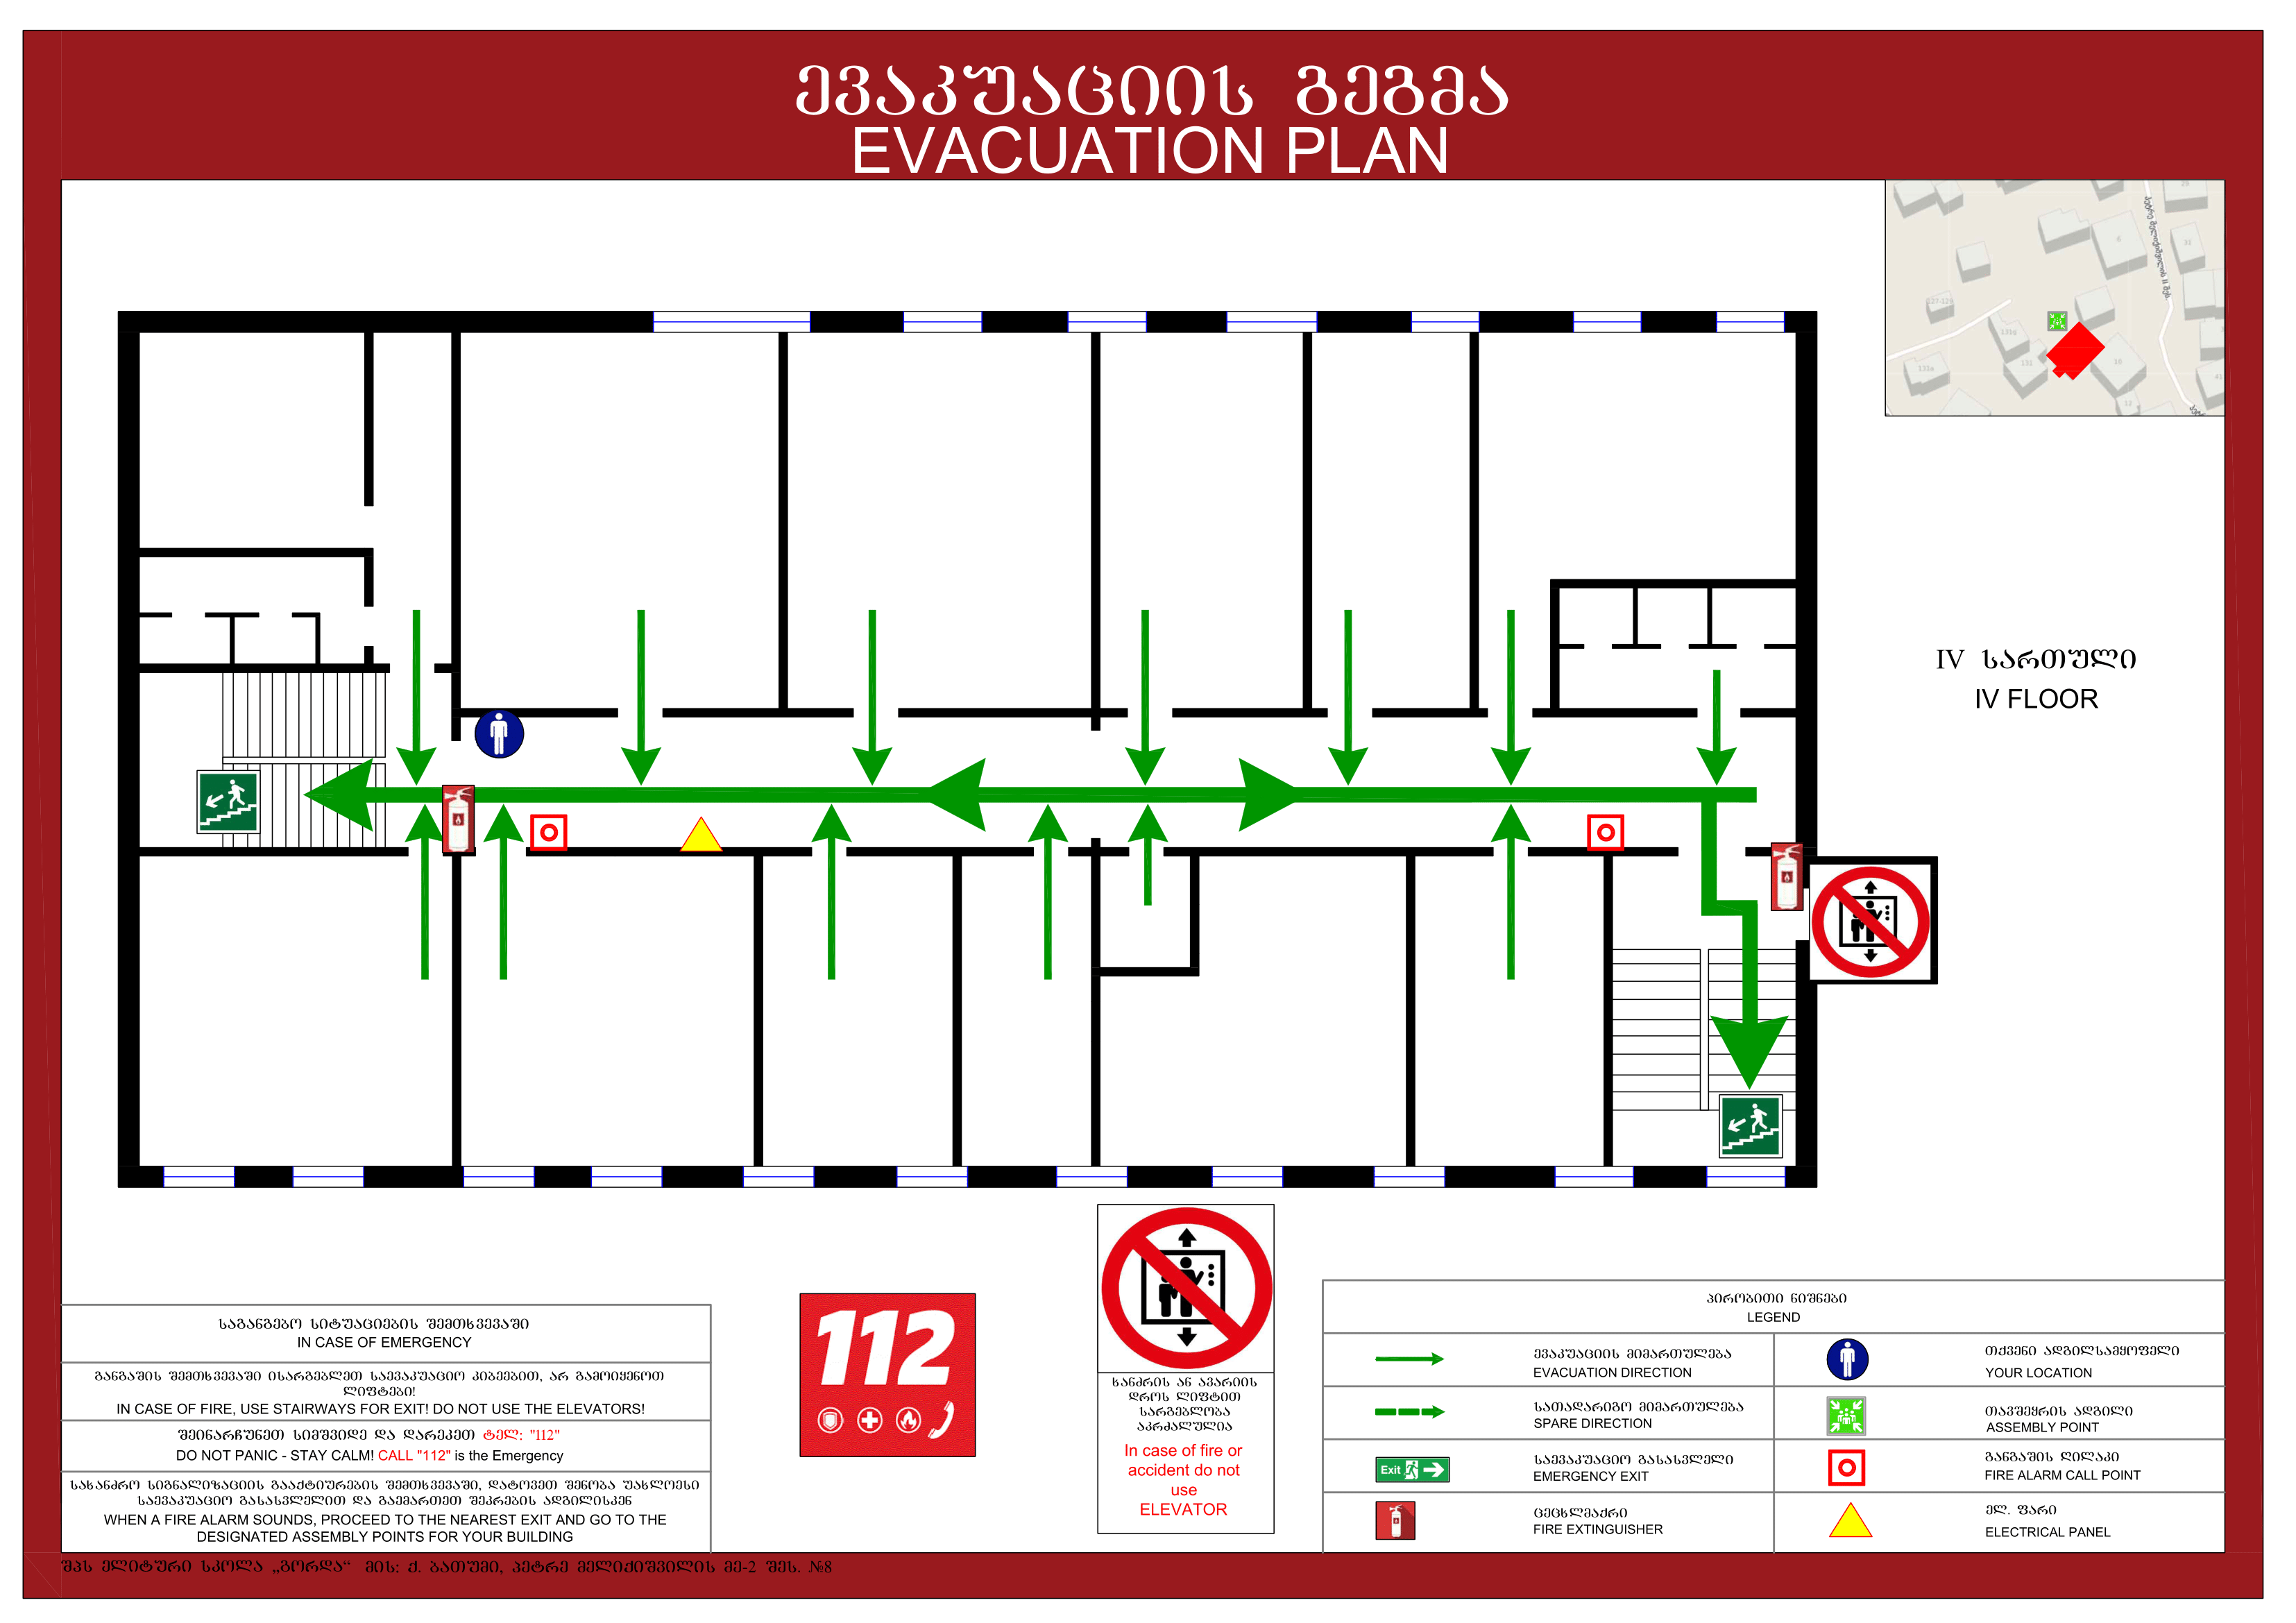 ევაკუაციის გეგმა
EVACUATION PLAN
IV სართული
IV FLOOR
საგანგებო სიტუაციების შემთხვევაში
IN CASE OF EMERGENCY
განგაშის შემთხვევაში ისარგებლეთ საევაკუაციო კიბეებით, არ გამოიყენოთ
ლიფტები!
IN CASE OF FIRE, USE STAIRWAYS FOR EXIT! DO NOT USE THE ELEVATORS!
შეინარჩუნეთ სიმშვიდე და დარეკეთ ტელ: "112"
DO NOT PANIC - STAY CALM! CALL "112" is the Emergency
სახანძრო სიგნალიზაციის გააქტიურების შემთხვევაში, დატოვეთ შენობა უახლოესი
საევაკუაციო გასასვლელით და გაემართეთ შეკრების ადგილისკენ
WHEN A FIRE ALARM SOUNDS, PROCEED TO THE NEAREST EXIT AND GO TO THE
DESIGNATED ASSEMBLY POINTS FOR YOUR BUILDING
112
ხანძრის ან ავარიის
დროს ლიფტით
სარგებლობა
აკრძალულია
In case of fire or
accident do not
use
ELEVATOR
პირობითი ნიშნები
LEGEND
ევაკუაციის მიმართულება
EVACUATION DIRECTION
თქვენი ადგილსამყოფელი
YOUR LOCATION
სათადარიგო მიმართულება
SPARE DIRECTION
თავშეყრის ადგილი
ASSEMBLY POINT
Exit
საევაკუაციო გასასვლელი
EMERGENCY EXIT
განგაშის ღილაკი
FIRE ALARM CALL POINT
ცეცხლმაქრი
FIRE EXTINGUISHER
ელ. ფარი
ELECTRICAL PANEL
შპს ელიტური სკოლა „გორდა“ მის: ქ. ბათუმი, პეტრე მელიქიშვილის მე-2 შეს. №8